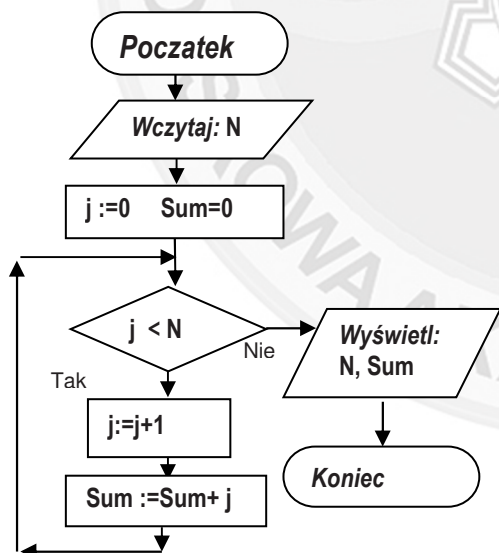 Poczatek
Wczytaj: N
j :=0 Sum=0
j < N
Nie
Wyświetl:
N, Sum
Tak
j:=j+1
Koniec
Sum :=Sum+ j